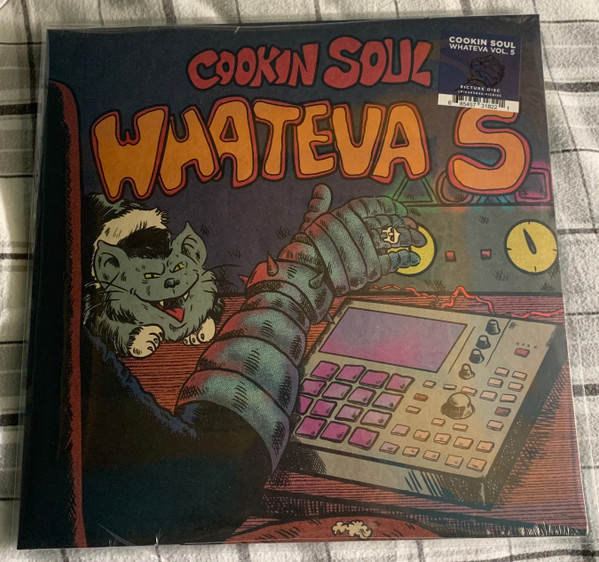 COOKIN SOUL
WHATEVA 5
COOKIN SOUL
WHATEVA VOL. 5
PICTURE DISC